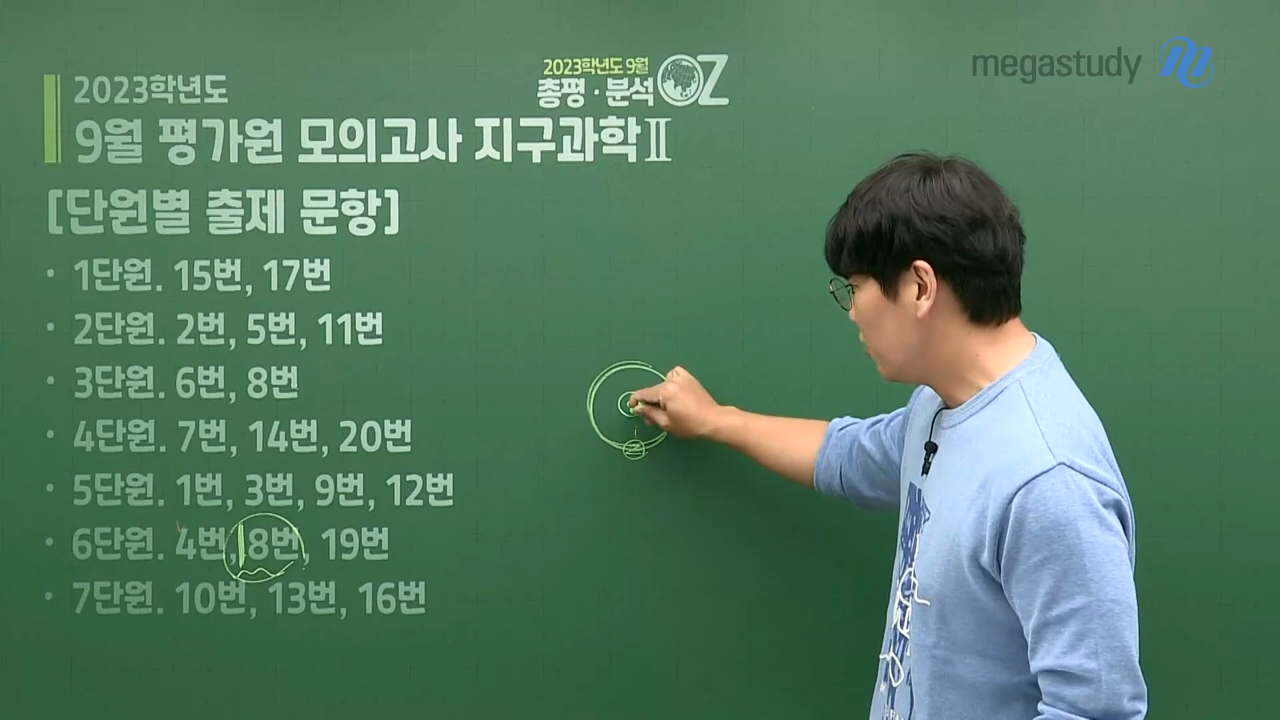 megastudy
2023학년도 9월
총평·분석 OZ
2023학년도
9월 평가원 모의고사 지구과학Ⅱ
[단원별 출제 문항]
• 1단원. 15번, 17번
• 2단원. 2번, 5번, 11번
• 3단원. 6번, 8번
• 4단원. 7번, 14번, 20번
• 5단원. 1번, 3번, 9번, 12번
• 6단원. 4번, 18번, 19번
• 7단원. 10번, 13번, 16번